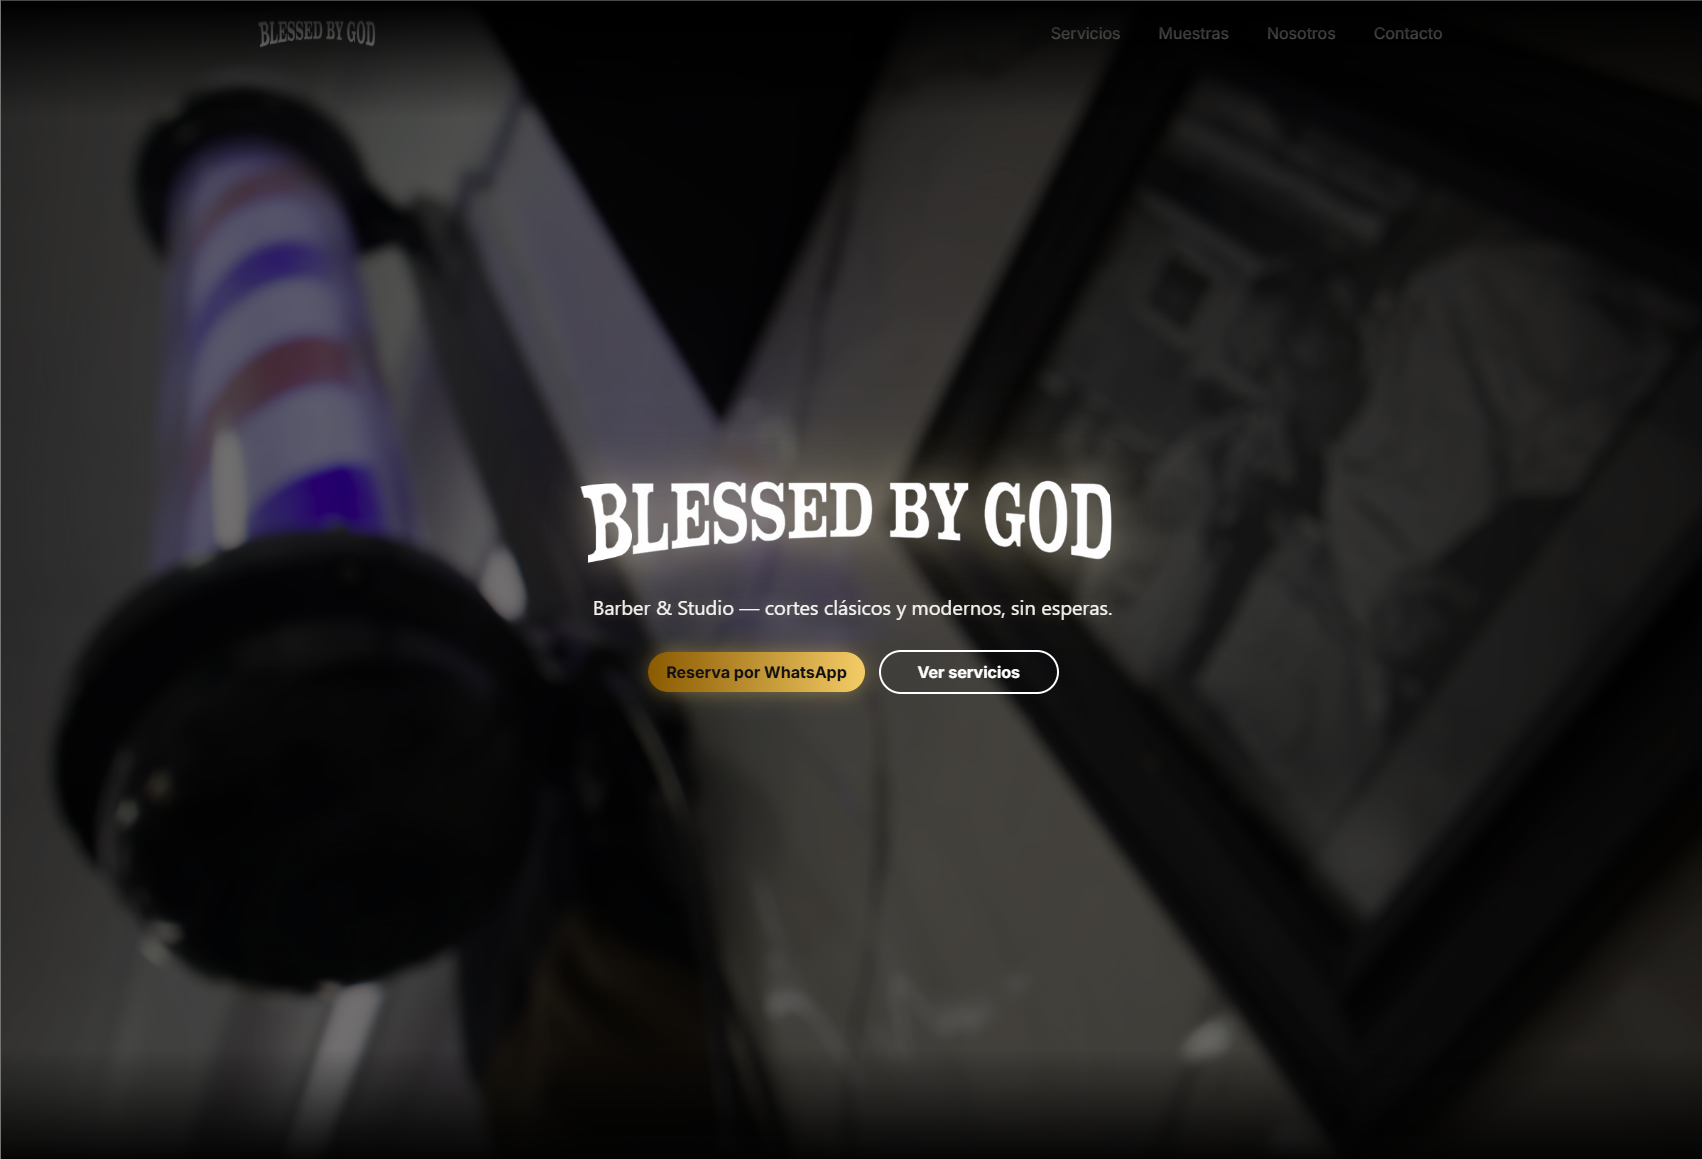 BLESSED BY GOD
Servicios Muestras Nosotros Contacto
BLESSED BY GOD
Barber & Studio — cortes clásicos y modernos, sin esperas.
Reserva por WhatsApp Ver servicios